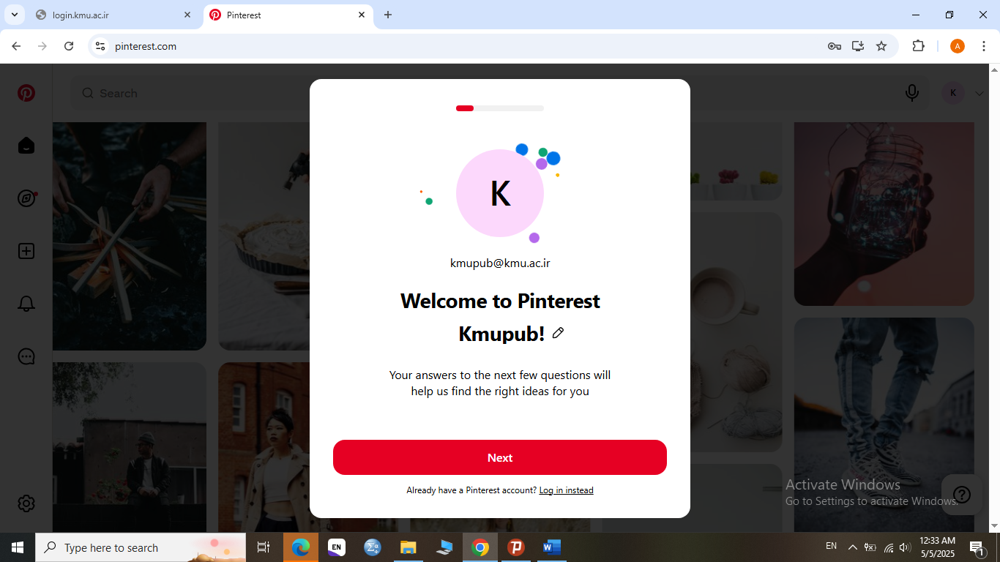 login.kmu.ac.ir
Pinterest
pinterest.com
A
Search
K
K
kmupub@kmu.ac.ir
Welcome to Pinterest
Kmupub!
Your answers to the next few questions will
help us find the right ideas for you
Next
Already have a Pinterest account? Log in instead
Activate Windows
Go to Settings to activate Windows.
Type here to search
EN
EN
12:33 AM
5/5/2025
1